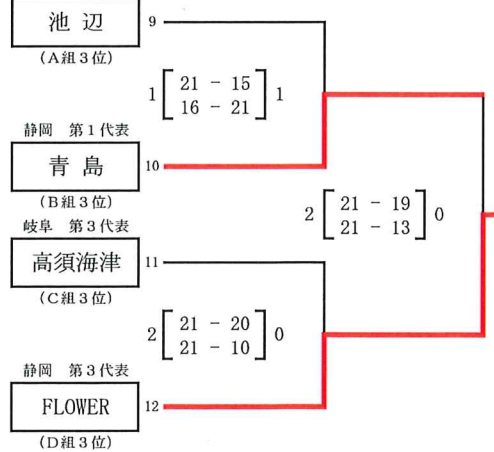 池辺 9
(A組3位)
1 [ 21 - 15 ] 1
16 - 21
静岡 第1代表
青島 10
(B組3位)
岐阜 第3代表
2 [ 21 - 19 ] 0
21 - 13
高須海津 11
(C組3位)
2 [ 21 - 20 ] 0
21 - 10
静岡 第3代表
FLOWER 12
(D組3位)